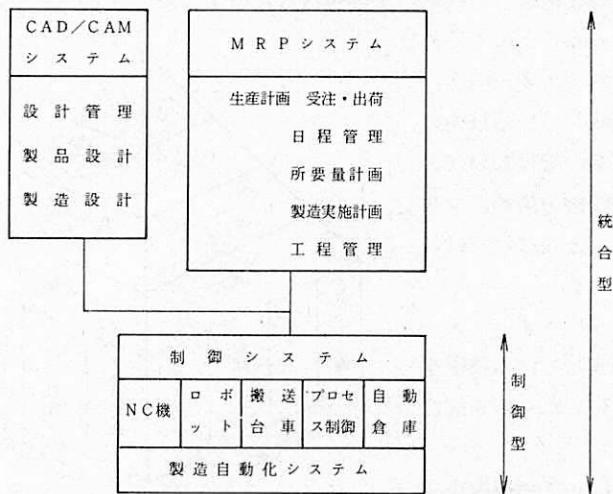 CAD／CAM
システム
設計管理
製品設計
製造設計
MRPシステム
生産計画 受注・出荷
日程管理
所要量計画
製造実施計画
工程管理
制御システム
NC機
ロボ
ット
搬送
台車
プロセ
ス制御
自動
倉庫
製造自動化システム
制御型
統合型